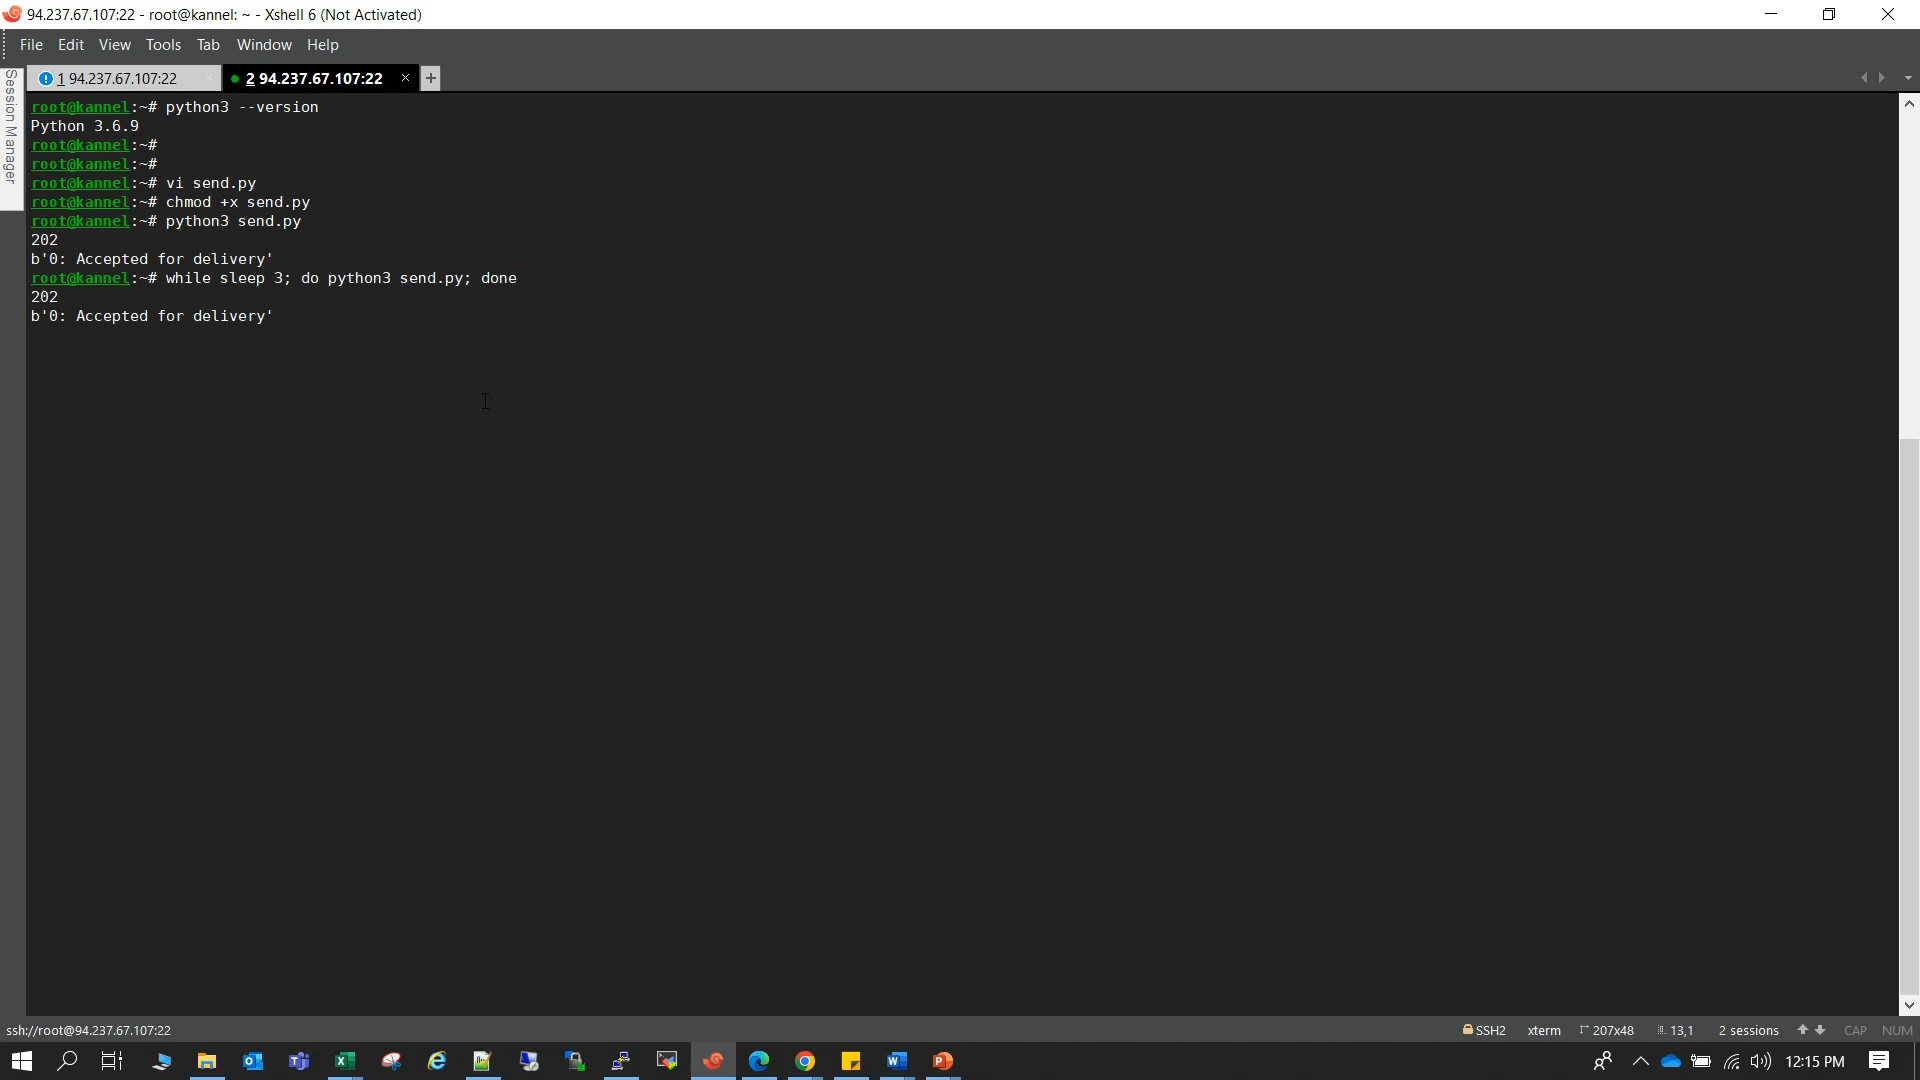 94.237.67.107:22 - root@kannel: ~ - Xshell 6 (Not Activated)
File Edit View Tools Tab Window Help
1 94.237.67.107:22
2 94.237.67.107:22
Session Manager
root@kannel:~# python3 --version
Python 3.6.9
root@kannel:~#
root@kannel:~#
root@kannel:~# vi send.py
root@kannel:~# chmod +x send.py
root@kannel:~# python3 send.py
202
b'0: Accepted for delivery'
root@kannel:~# while sleep 3; do python3 send.py; done
202
b'0: Accepted for delivery'
ssh://root@94.237.67.107:22 SSH2 xterm 207x48 13,1 2 sessions CAP NUM
12:15 PM